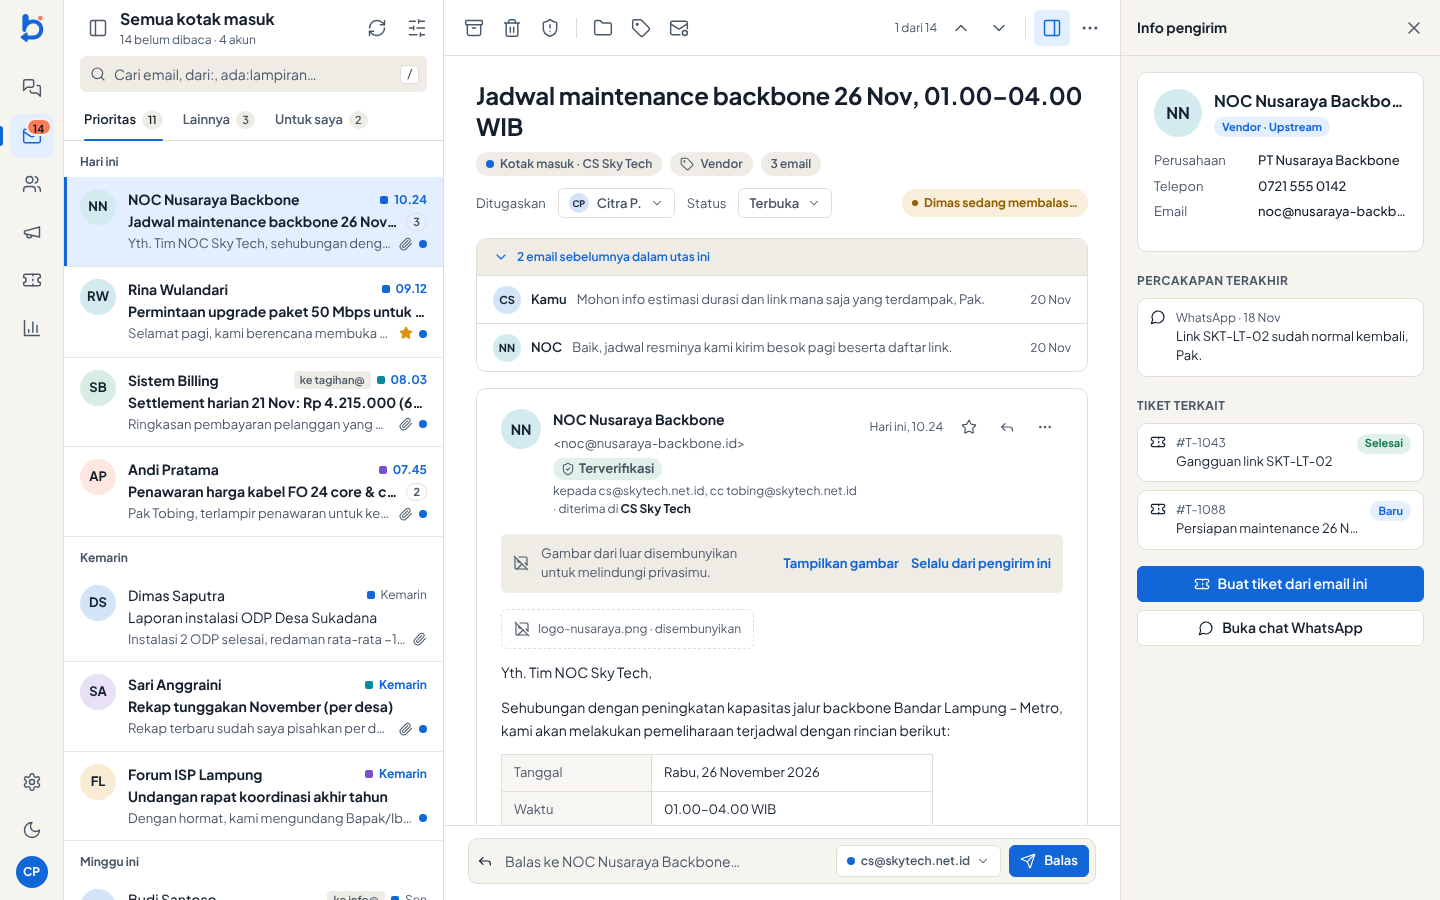 Semua kotak masuk
14 belum dibaca · 4 akun
Cari email, dari:, ada:lampiran...
/
Prioritas 11
Lainnya 3
Untuk saya 2
14
Hari ini
NN
NOC Nusaraya Backbone
10.24
Jadwal maintenance backbone 26 Nov...
3
Yth. Tim NOC Sky Tech, sehubungan deng...
RW
Rina Wulandari
09.12
Permintaan upgrade paket 50 Mbps untuk ...
Selamat pagi, kami berencana membuka ...
SB
Sistem Billing
ke tagihan@
08.03
Settlement harian 21 Nov: Rp 4.215.000 (6...
Ringkasan pembayaran pelanggan yang ...
AP
Andi Pratama
07.45
Penawaran harga kabel FO 24 core & c...
2
Pak Tobing, terlampir penawaran untuk ke...
Kemarin
DS
Dimas Saputra
Kemarin
Laporan instalasi ODP Desa Sukadana
Instalasi 2 ODP selesai, redaman rata-rata −1...
SA
Sari Anggraini
Kemarin
Rekap tunggakan November (per desa)
Rekap terbaru sudah saya pisahkan per d...
FL
Forum ISP Lampung
Kemarin
Undangan rapat koordinasi akhir tahun
Dengan hormat, kami mengundang Bapak/Ib...
Minggu ini
Budi Santoso
ke info@
Sen
CP
1 dari 14
Jadwal maintenance backbone 26 Nov, 01.00–04.00
WIB
Kotak masuk · CS Sky Tech
Vendor
3 email
Ditugaskan
CP Citra P.
Status
Terbuka
Dimas sedang membalas...
2 email sebelumnya dalam utas ini
CS
Kamu
Mohon info estimasi durasi dan link mana saja yang terdampak, Pak.
20 Nov
NN
NOC
Baik, jadwal resminya kami kirim besok pagi beserta daftar link.
20 Nov
NN
NOC Nusaraya Backbone
<noc@nusaraya-backbone.id>
Terverifikasi
kepada cs@skytech.net.id, cc tobing@skytech.net.id
· diterima di CS Sky Tech
Hari ini, 10.24
Gambar dari luar disembunyikan
untuk melindungi privasimu.
Tampilkan gambar
Selalu dari pengirim ini
logo-nusaraya.png · disembunyikan
Yth. Tim NOC Sky Tech,
Sehubungan dengan peningkatan kapasitas jalur backbone Bandar Lampung – Metro,
kami akan melakukan pemeliharaan terjadwal dengan rincian berikut:
Tanggal
Rabu, 26 November 2026
Waktu
01.00–04.00 WIB
Balas ke NOC Nusaraya Backbone...
cs@skytech.net.id
Balas
Info pengirim
NN
NOC Nusaraya Backbo...
Vendor · Upstream
Perusahaan
PT Nusaraya Backbone
Telepon
0721 555 0142
Email
noc@nusaraya-backb...
PERCAKAPAN TERAKHIR
WhatsApp · 18 Nov
Link SKT-LT-02 sudah normal kembali,
Pak.
TIKET TERKAIT
#T-1043
Selesai
Gangguan link SKT-LT-02
#T-1088
Baru
Persiapan maintenance 26 N...
Buat tiket dari email ini
Buka chat WhatsApp